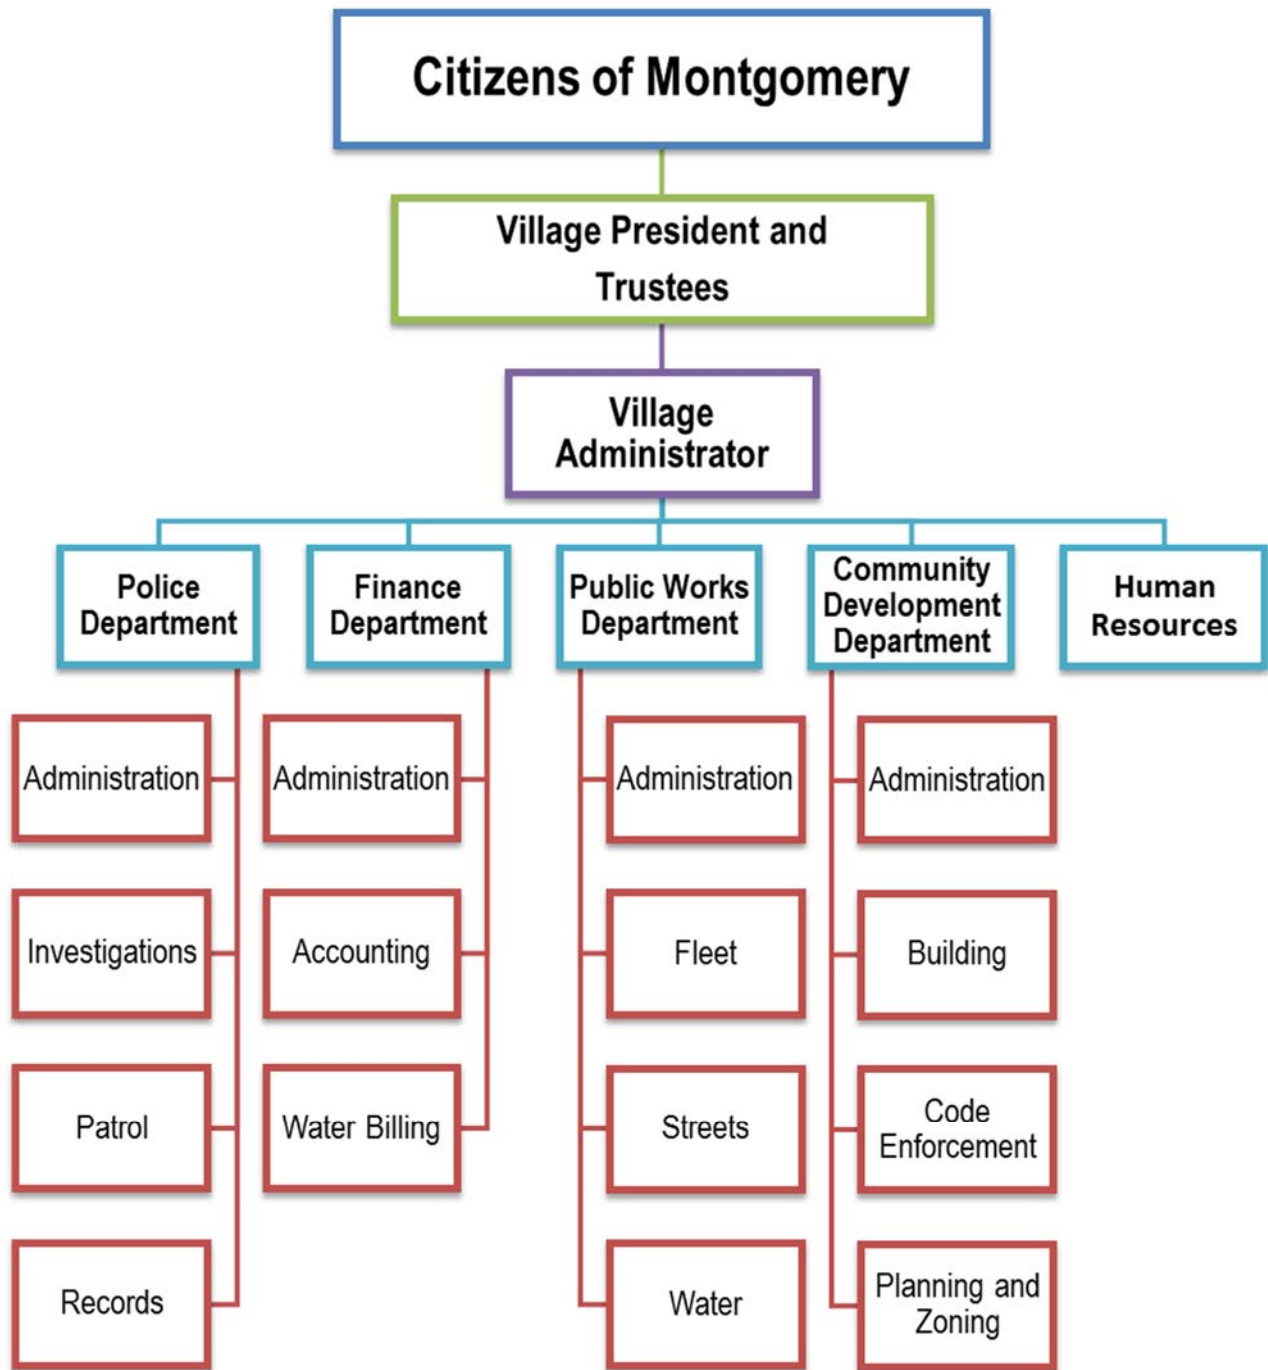 Citizens of Montgomery
Village President and
Trustees
Village
Administrator
Police
Department
Finance
Department
Public Works
Department
Community
Development
Department
Human
Resources
Administration
Investigations
Patrol
Records
Administration
Accounting
Water Billing
Administration
Fleet
Streets
Water
Administration
Building
Code
Enforcement
Planning and
Zoning